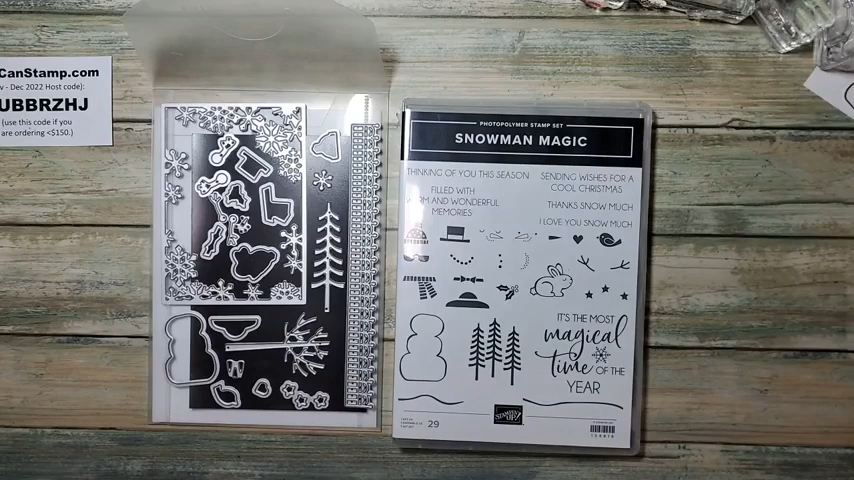 CanStamp.com
- Dec 2022 Host code):
UBBRZHJ
(use this code if you
are ordering <$150.)
PHOTOPOLYMER STAMP SET
SNOWMAN MAGIC
THINKING OF YOU THIS SEASON
FILLED WITH
AND WONDERFUL
MEMORIES
SENDING WISHES FOR A
COOL CHRISTMAS
THANKS SNOW MUCH
I LOVE YOU SNOW MUCH
IT'S THE MOST
magical
time OF THE
YEAR
STAMPIN' UP!
29